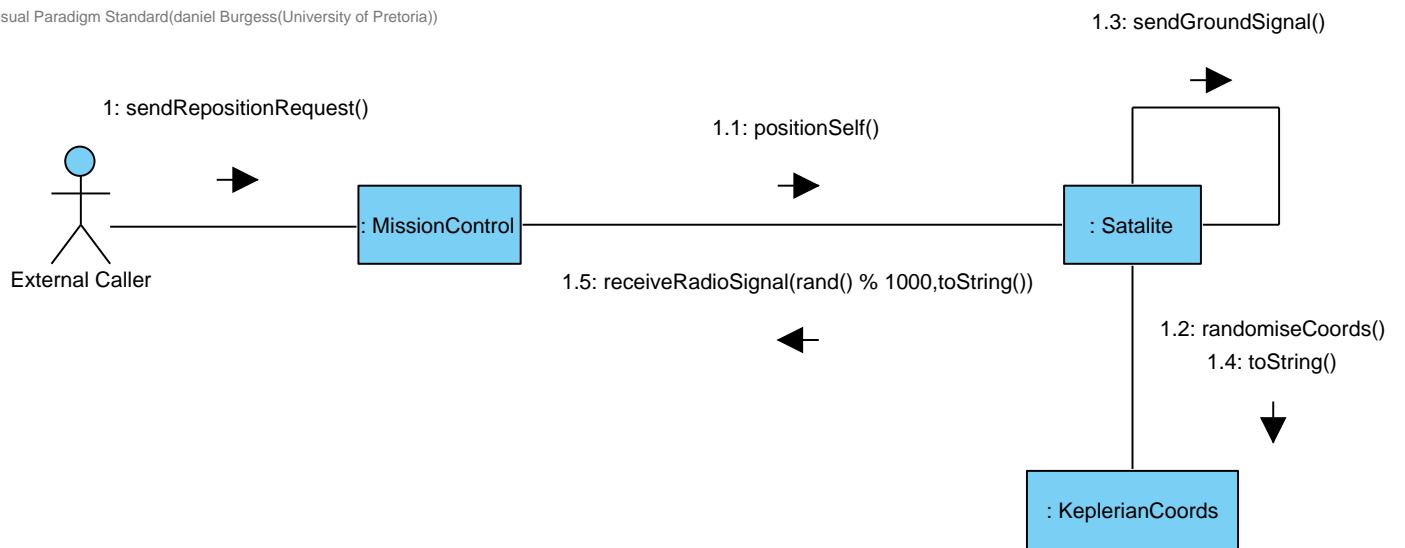 sual Paradigm Standard(daniel Burgess(University of Pretoria))
1.3: sendGroundSignal()
1: sendRepositionRequest()
1.1: positionSelf()
: MissionControl
: Satalite
External Caller
1.5: receiveRadioSignal(rand() % 1000,toString())
1.2: randomiseCoords()
1.4: toString()
: KeplerianCoords